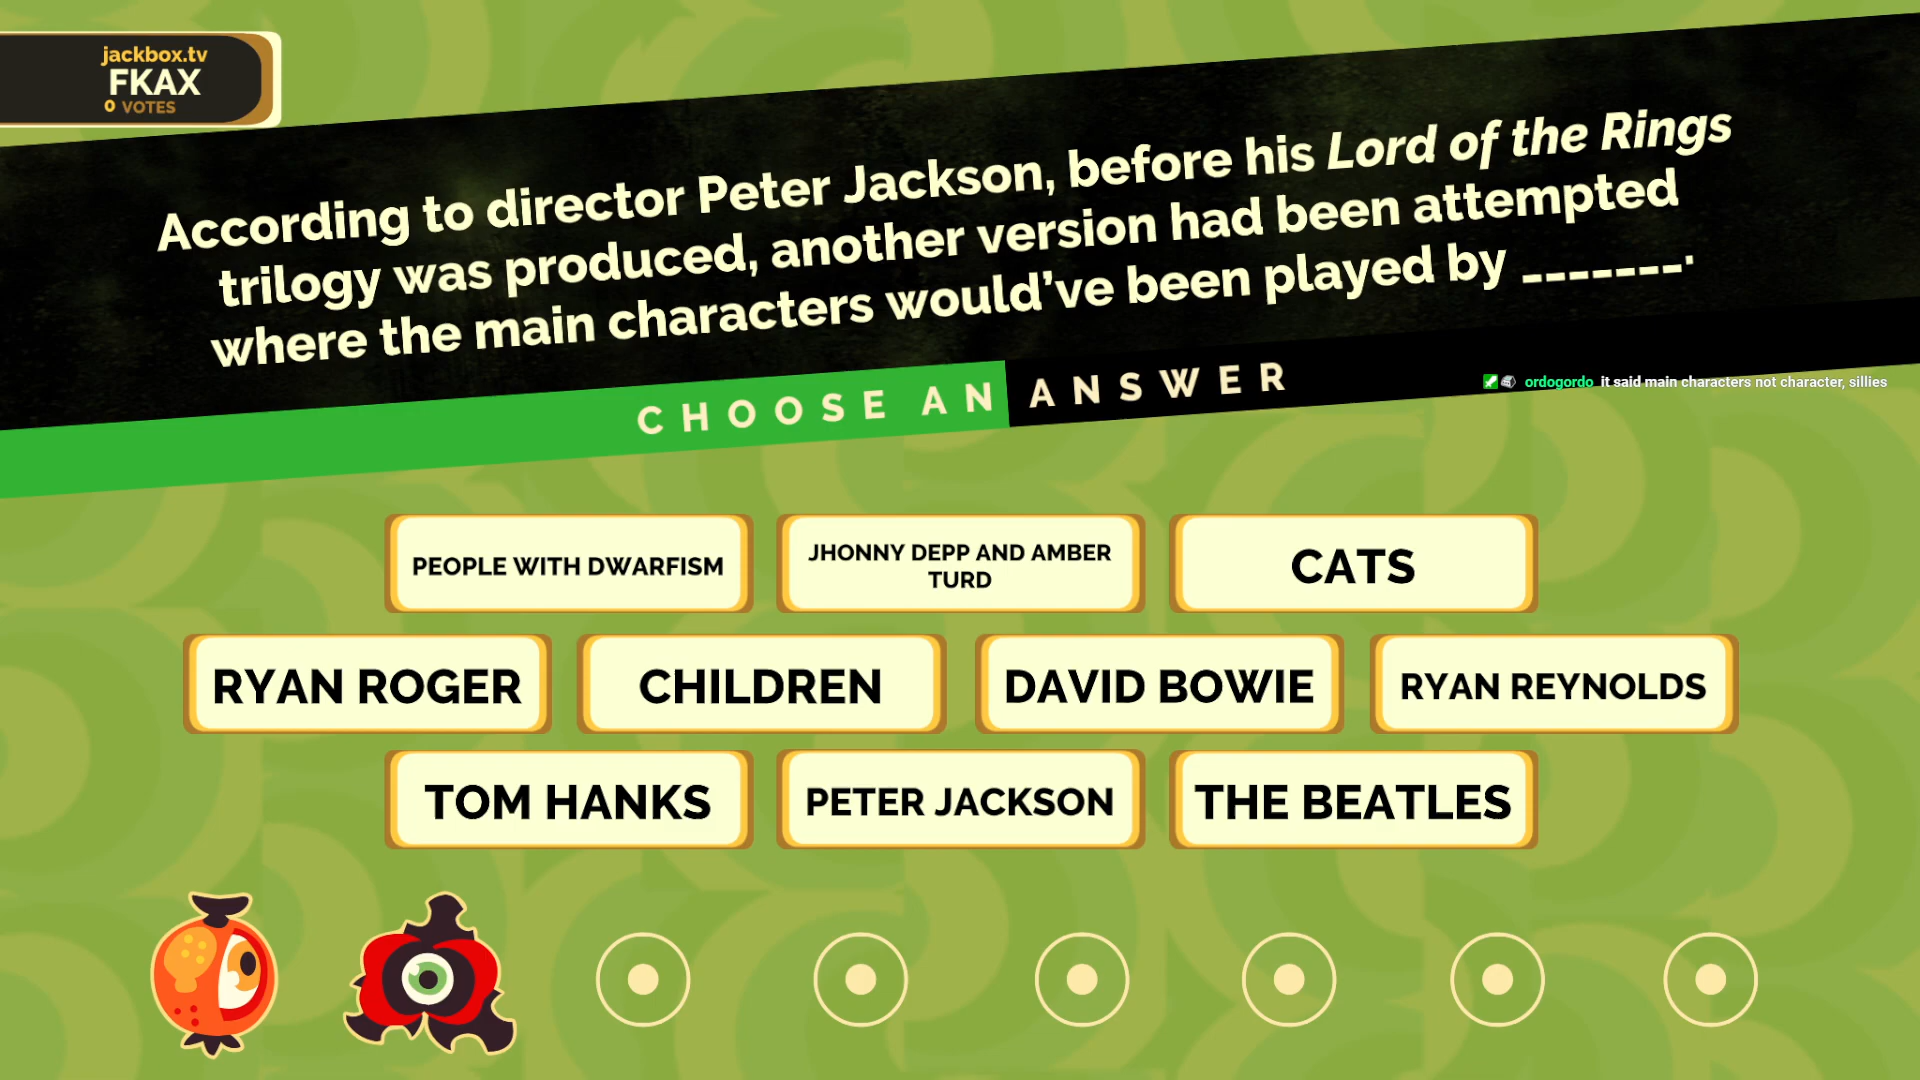 jackbox.tv
FKAX
0 VOTES
According to director Peter Jackson, before his Lord of the Rings
trilogy was produced, another version had been attempted
where the main characters would've been played by _______.
CHOOSE AN ANSWER
ordogordo it said main characters not character, sillies
PEOPLE WITH DWARFISM
JHONNY DEPP AND AMBER
TURD
CATS
RYAN ROGER
CHILDREN
DAVID BOWIE
RYAN REYNOLDS
TOM HANKS
PETER JACKSON
THE BEATLES